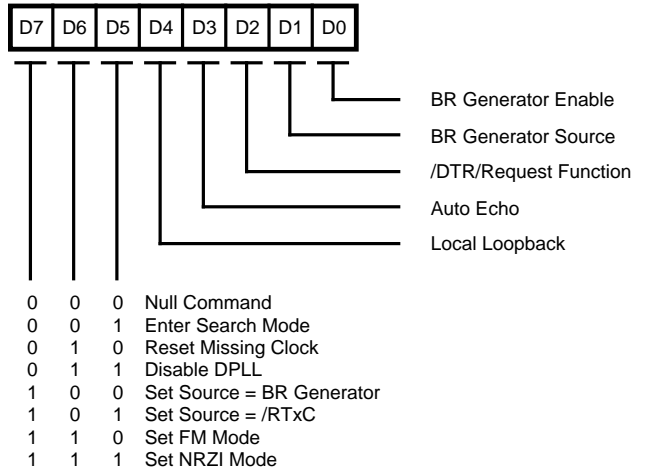 D7 D6 D5 D4 D3 D2 D1 D0
BR Generator Enable
BR Generator Source
/DTR/Request Function
Auto Echo
Local Loopback
0 0 0 Null Command
0 0 1 Enter Search Mode
0 1 0 Reset Missing Clock
0 1 1 Disable DPLL
1 0 0 Set Source = BR Generator
1 0 1 Set Source = /RTxC
1 1 0 Set FM Mode
1 1 1 Set NRZI Mode